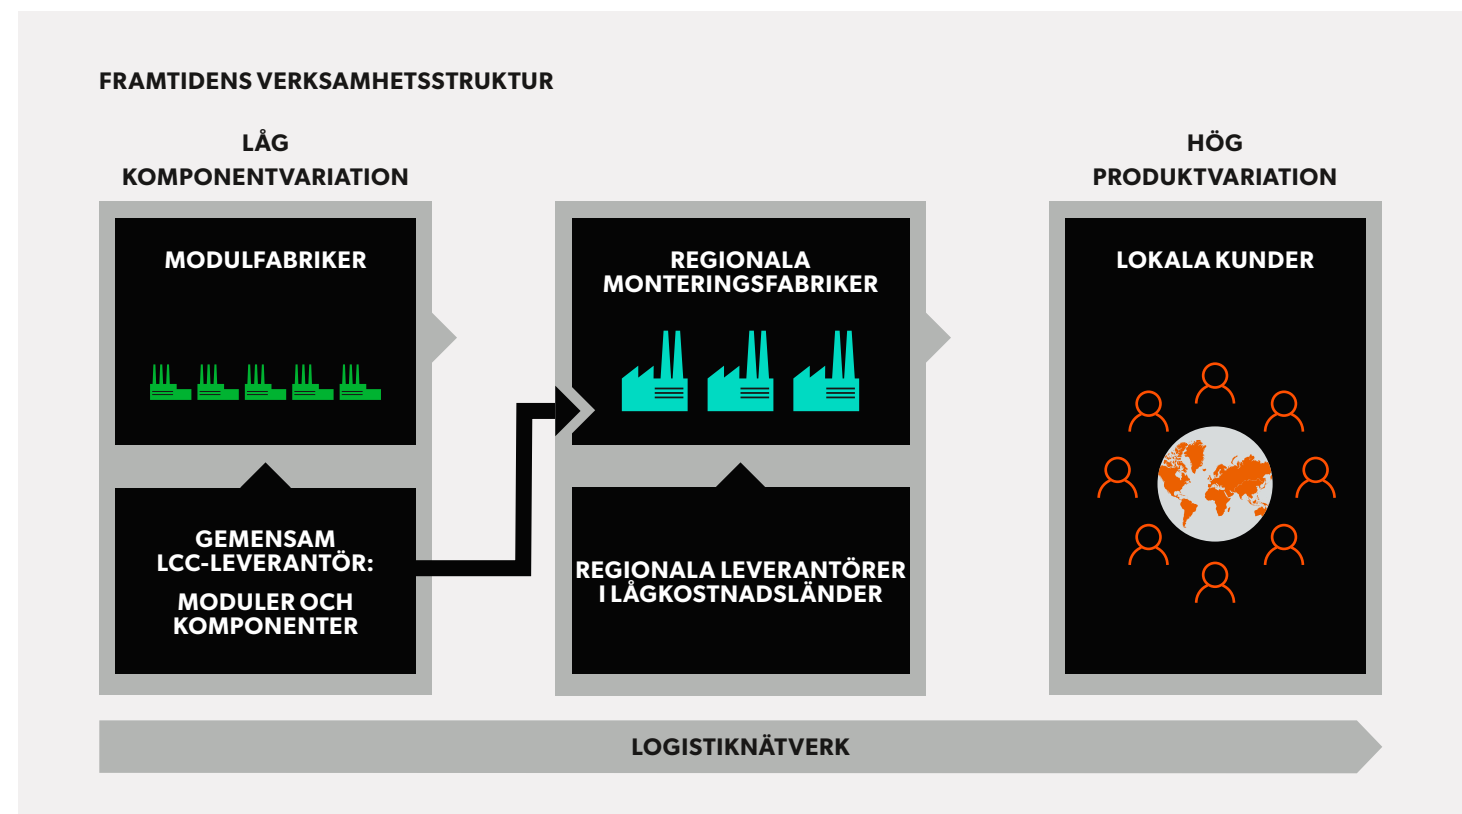 FRAMTIDENS VERKSAMHETSSTRUKTUR
LÅG
KOMPONENTVARIATION
HÖG
PRODUKTVARIATION
MODULFABRIKER
REGIONALA
MONTERINGSFABRIKER
LOKALA KUNDER
GEMENSAM
LCC-LEVERANTÖR:
MODULER OCH
KOMPONENTER
REGIONALA LEVERANTÖRER
I LÅGKOSTNADSLÄNDER
LOGISTIKNÄTVERK